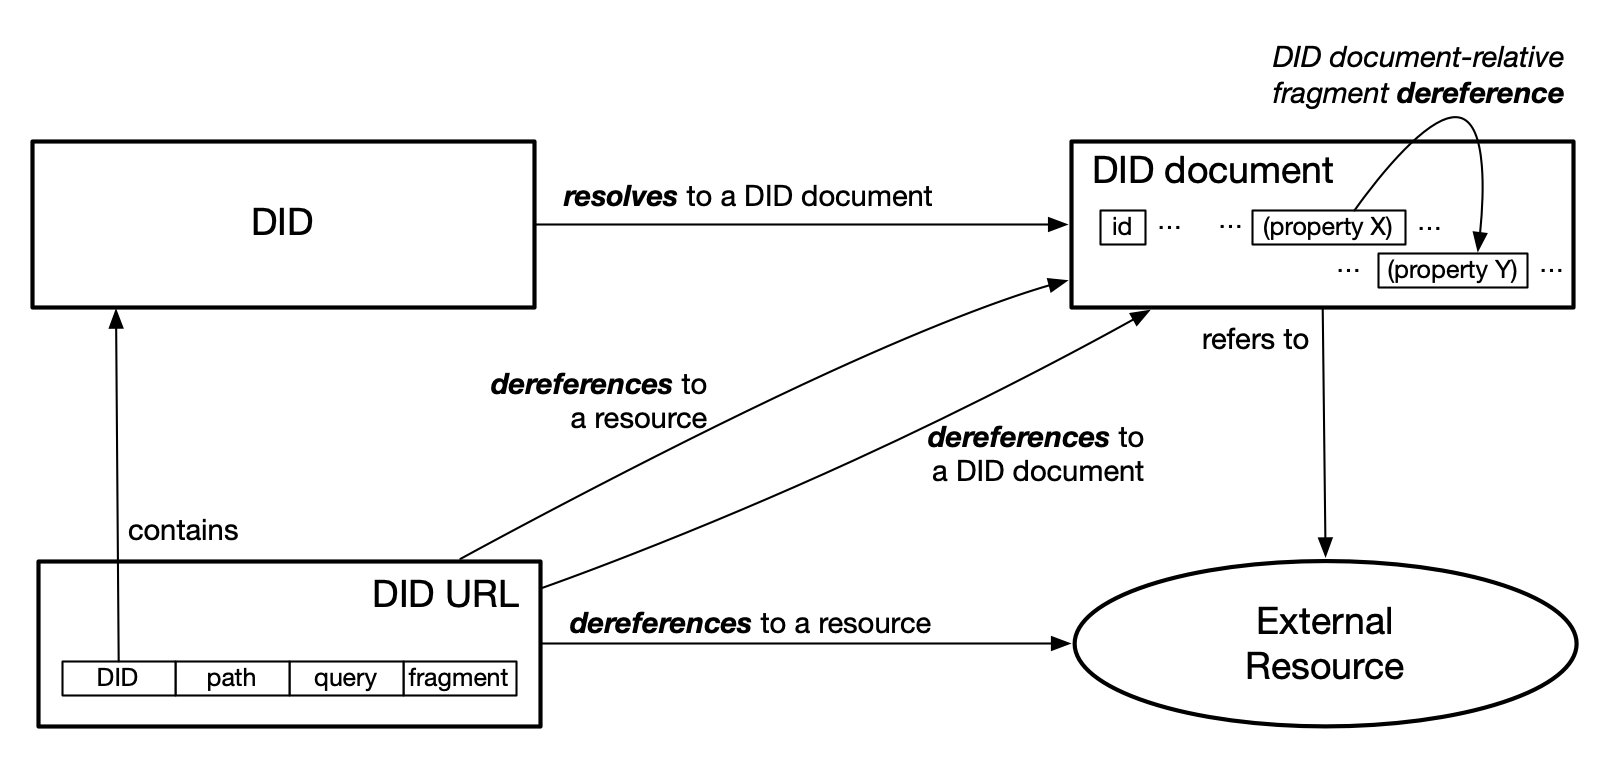 DID document-relative
fragment dereference
DID
resolves to a DID document
DID document
id ... ... (property X) ...
... (property Y) ...
refers to
dereferences to
a resource
dereferences to
a DID document
contains
DID URL
dereferences to a resource
DID path query fragment
External
Resource